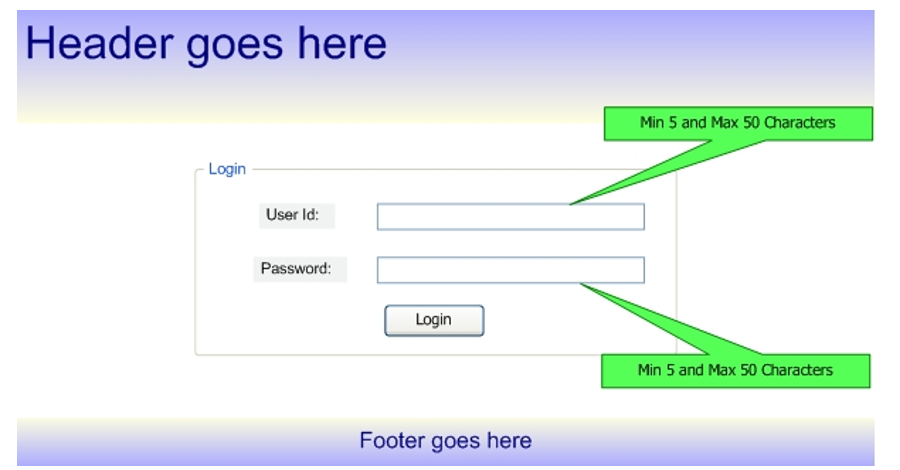 Header goes here
Min 5 and Max 50 Characters
Login
User Id:
Password:
Login
Min 5 and Max 50 Characters
Footer goes here